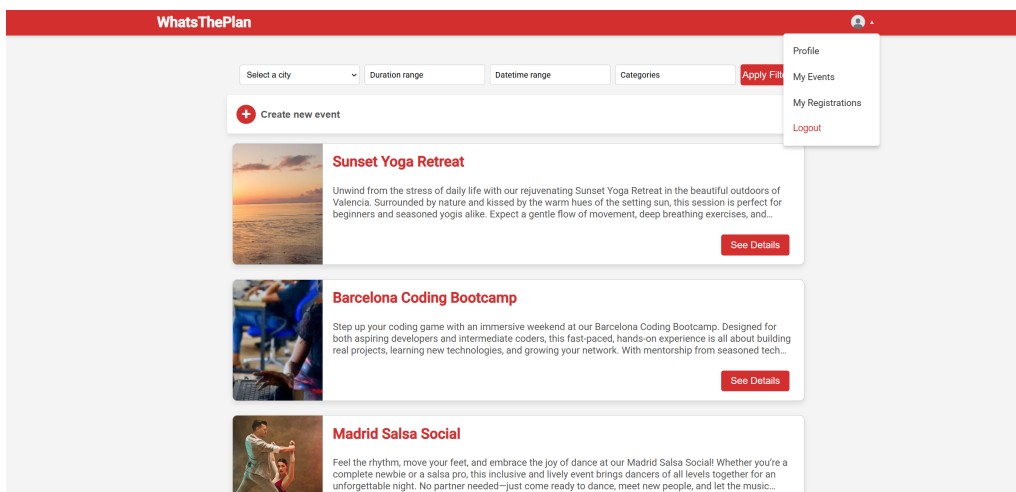 WhatsThePlan
Profile
My Events
My Registrations
Logout
Select a city
Duration range
Datetime range
Categories
Apply Filt
Create new event
Sunset Yoga Retreat
Unwind from the stress of daily life with our rejuvenating Sunset Yoga Retreat in the beautiful outdoors of
Valencia. Surrounded by nature and kissed by the warm hues of the setting sun, this session is perfect for
beginners and seasoned yogis alike. Expect a gentle flow of movement, deep breathing exercises, and...
See Details
Barcelona Coding Bootcamp
Step up your coding game with an immersive weekend at our Barcelona Coding Bootcamp. Designed for
both aspiring developers and intermediate coders, this fast-paced, hands-on experience is all about building
real projects, learning new technologies, and growing your network. With mentorship from seasoned tech...
See Details
Madrid Salsa Social
Feel the rhythm, move your feet, and embrace the joy of dance at our Madrid Salsa Social! Whether you're a
complete newbie or a salsa pro, this inclusive and lively event brings dancers of all levels together for an
unforgettable night. No partner needed—just come ready to dance, meet new people, and let the music...